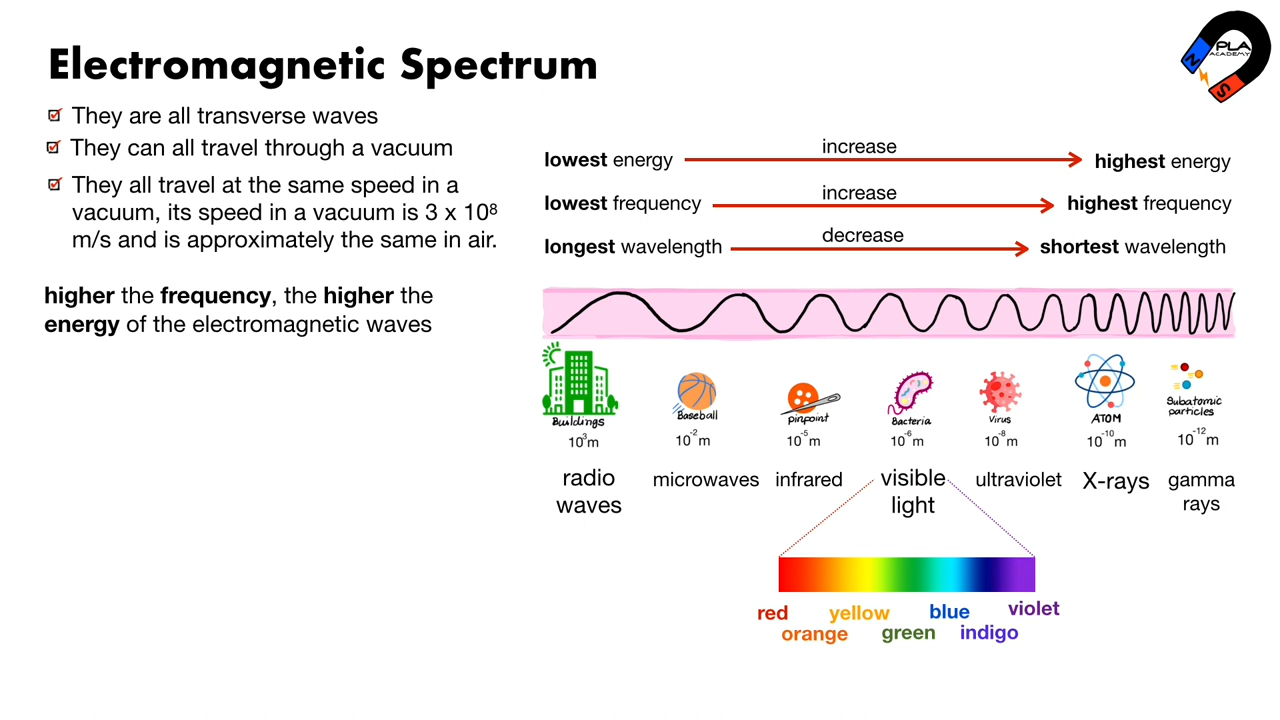 Electromagnetic Spectrum
PLA
ACADEMY
N
S
They are all transverse waves
They can all travel through a vacuum
They all travel at the same speed in a
vacuum, its speed in a vacuum is 3 x 10⁸
m/s and is approximately the same in air.
higher the frequency, the higher the
energy of the electromagnetic waves
lowest energy increase highest energy
lowest frequency increase highest frequency
longest wavelength decrease shortest wavelength
Buildings Baseball pinpoint Bacteria Virus ATOM Subatomic particles
10³m 10⁻²m 10⁻⁵m 10⁻⁶m 10⁻⁸m 10⁻¹⁰m 10⁻¹²m
radio waves microwaves infrared visible light ultraviolet X-rays gamma rays
red orange yellow green blue indigo violet